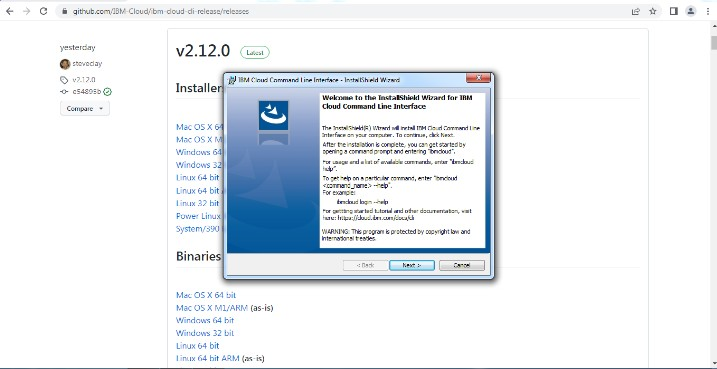 github.com/IBM-Cloud/ibm-cloud-cli-release/releases
yesterday
steveclay
v2.12.0
e54895b
Compare
v2.12.0
Latest
Installer
Mac OS X 64
Mac OS X M
Windows 64
Windows 32
Linux 64 bit
Linux 64 bit
Linux 32 bit
Power Linux
System/390
IBM Cloud Command Line Interface - InstallShield Wizard
Welcome to the InstallShield Wizard for IBM
Cloud Command Line Interface
The InstallShield(R) Wizard will install IBM Cloud Command Line
Interface on your computer. To continue, click Next.
After the installation is complete, you can get started by
opening a command prompt and entering "ibmcloud".
For usage and a list of available commands, enter "ibmcloud
help".
To get help on a particular command, enter "ibmcloud
<command_name> --help".
For example:
ibmcloud login --help
For gettting started tutorial and other documentation, visit
here: https://cloud.ibm.com/docs/cli
WARNING: This program is protected by copyright law and
international treaties.
< Back
Next >
Cancel
Binaries
Mac OS X 64 bit
Mac OS X M1/ARM (as-is)
Windows 64 bit
Windows 32 bit
Linux 64 bit
Linux 64 bit ARM (as-is)